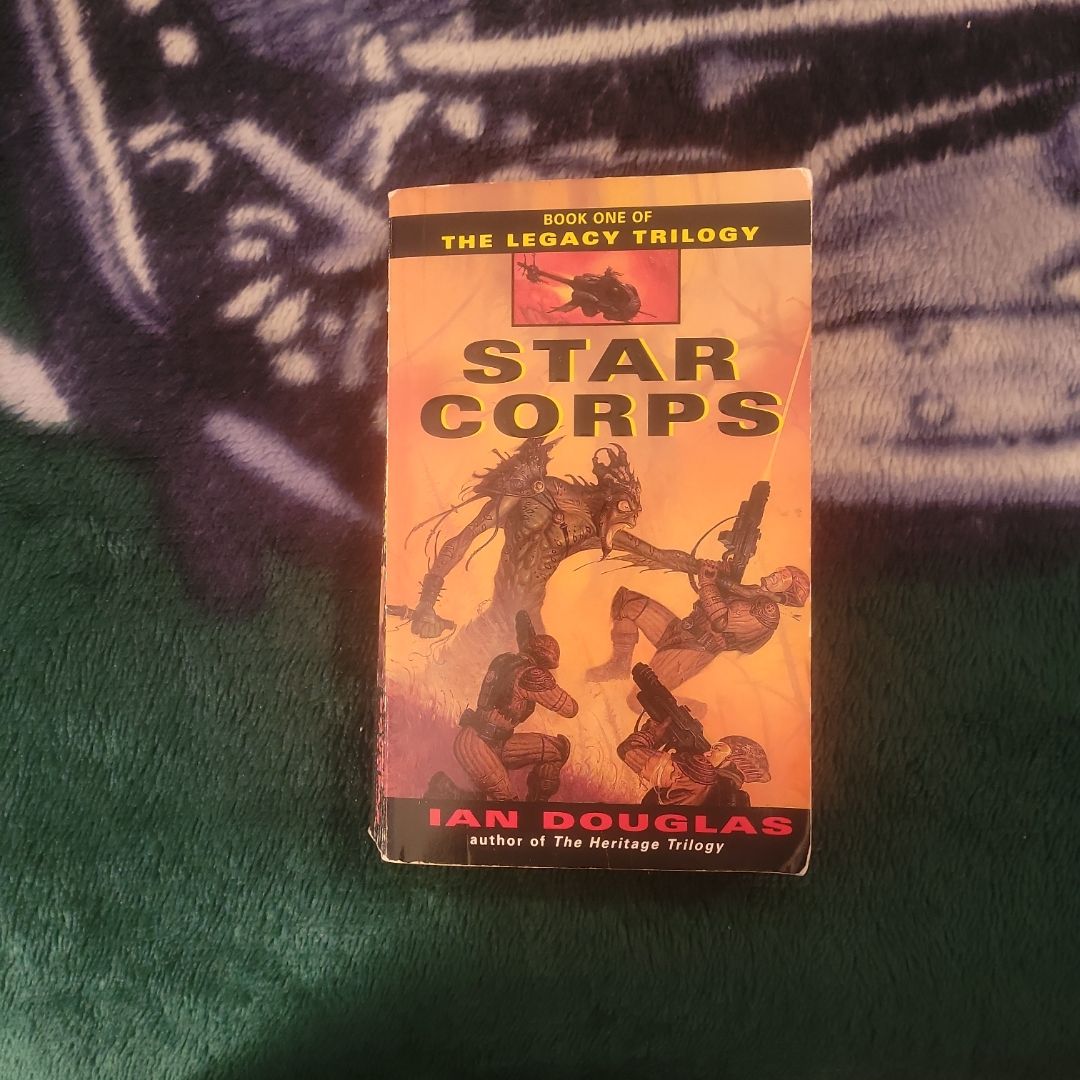 BOOK ONE OF
THE LEGACY TRILOGY
STAR
CORPS
IAN DOUGLAS
author of The Heritage Trilogy